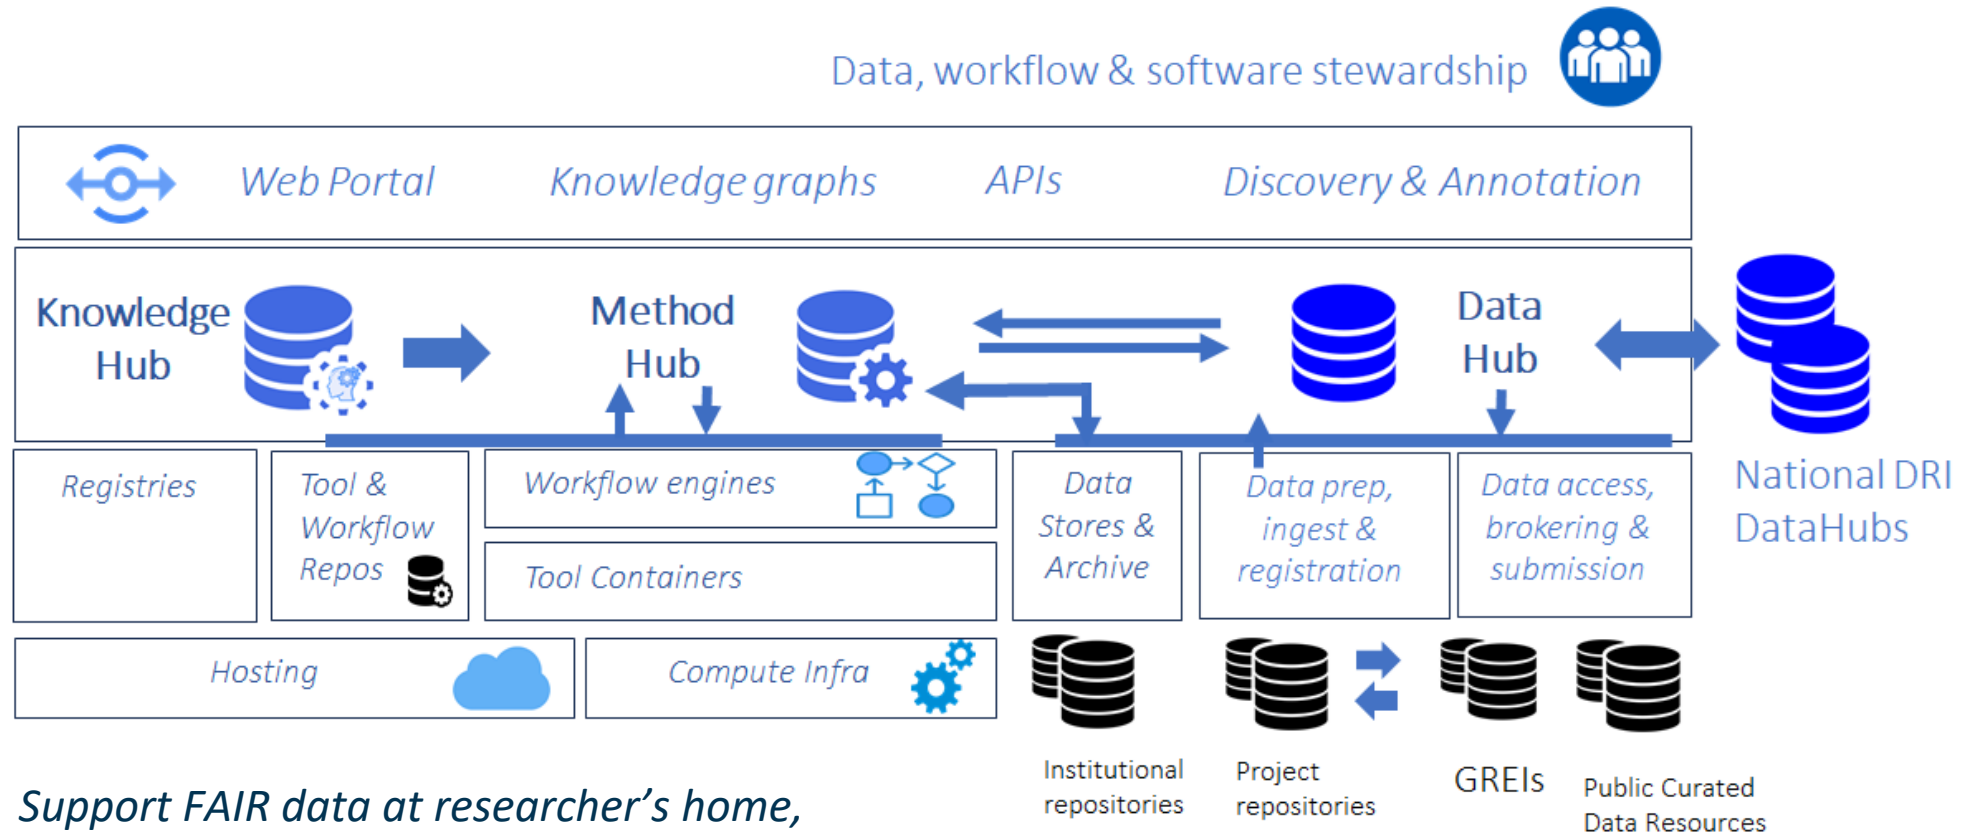 Data, workflow & software stewardship
Web Portal
Knowledge graphs
APIs
Discovery & Annotation
Knowledge
Hub
Method
Hub
Data
Hub
National DRI
DataHubs
Registries
Tool &
Workflow
Repos
Workflow engines
Tool Containers
Data
Stores &
Archive
Data prep,
ingest &
registration
Data access,
brokering &
submission
Hosting
Compute Infra
Institutional
repositories
Project
repositories
GREIs
Public Curated
Data Resources
Support FAIR data at researcher’s home,